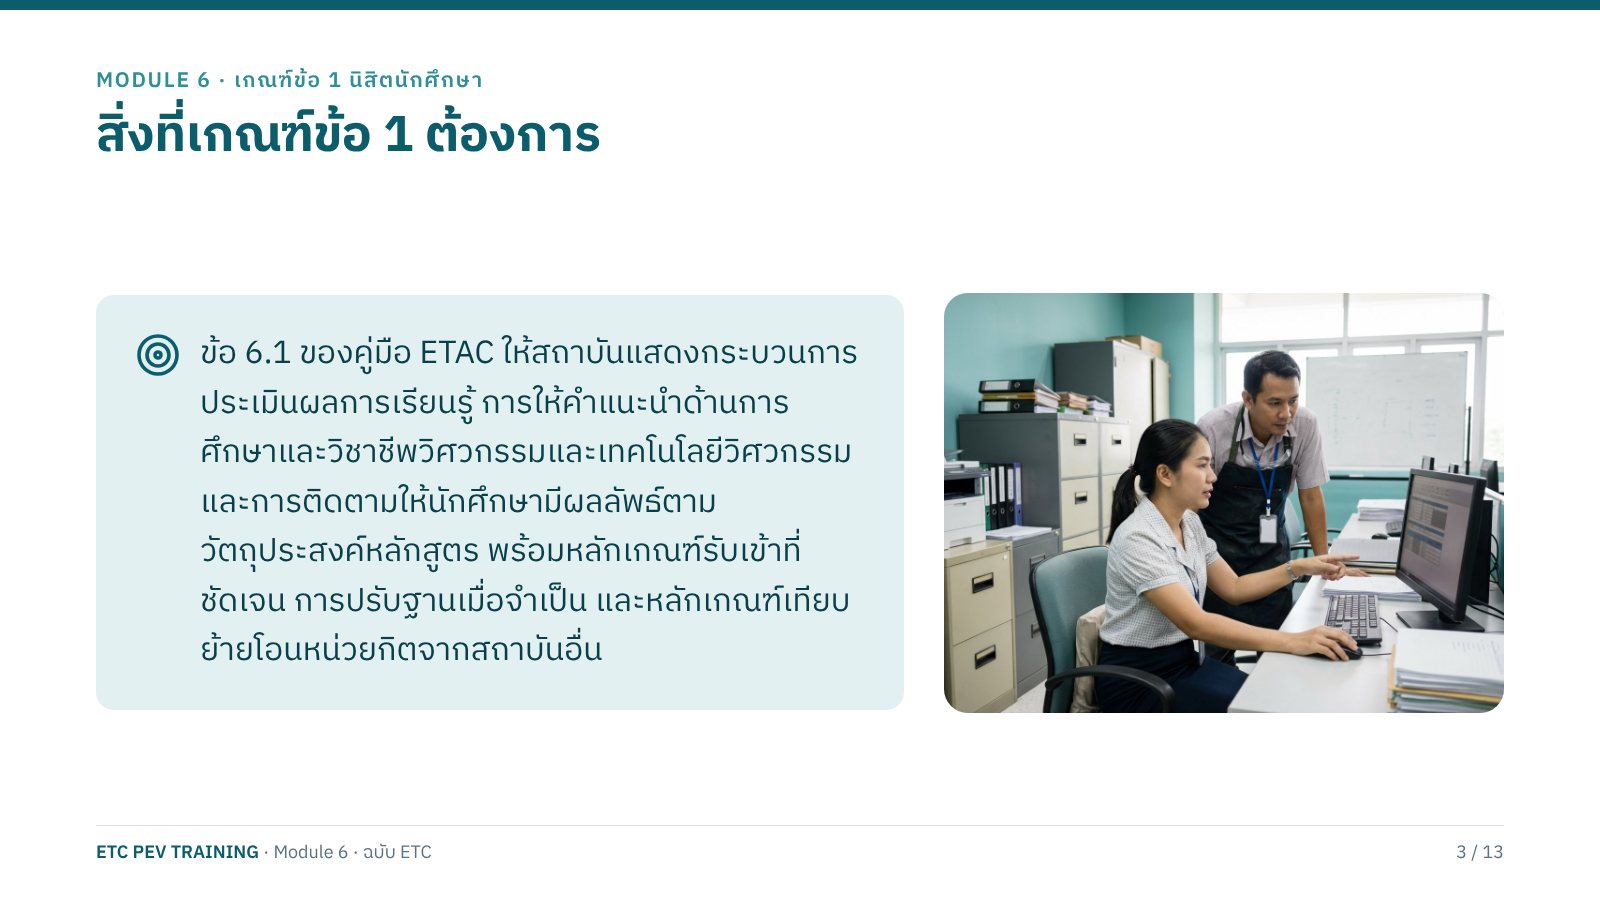 MODULE 6 · เกณฑ์ข้อ 1 นิสิตนักศึกษา
สิ่งที่เกณฑ์ข้อ 1 ต้องการ
ข้อ 6.1 ของคู่มือ ETAC ให้สถาบันแสดงกระบวนการ
ประเมินผลการเรียนรู้ การให้คำแนะนำด้านการ
ศึกษาและวิชาชีพวิศวกรรมและเทคโนโลยีวิศวกรรม
และการติดตามให้นักศึกษามีผลลัพธ์ตาม
วัตถุประสงค์หลักสูตร พร้อมหลักเกณฑ์รับเข้าที่
ชัดเจน การปรับฐานเมื่อจำเป็น และหลักเกณฑ์เทียบ
ย้ายโอนหน่วยกิตจากสถาบันอื่น
ETC PEV TRAINING · Module 6 · ฉบับ ETC
3 / 13